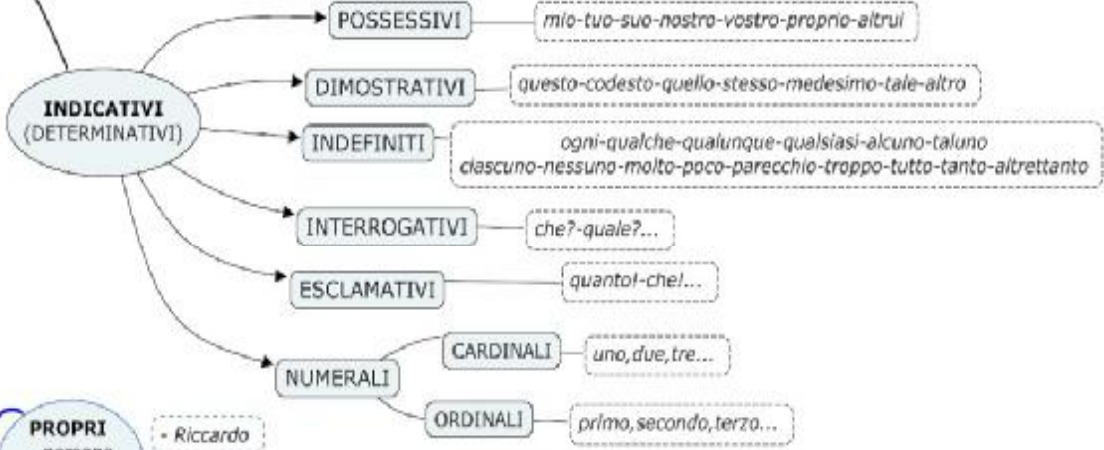 POSSESSIVI
mio-tuo-suo-nostro-vostro-proprio-altrui
DIMOSTRATIVI
questo-codesto-quello-stesso-medesimo-tale-altro
INDICATIVI
(DETERMINATIVI)
INDEFINITI
ogni-qualche-qualunque-qualsiasi-alcuno-taluno
ciascuno-nessuno-molto-poco-parecchio-troppo-tutto-tanto-altrettanto
INTERROGATIVI
che?-quale?...
ESCLAMATIVI
quanto!-che!...
NUMERALI
CARDINALI
uno,due,tre...
ORDINALI
primo,secondo,terzo...
PROPRI
- Riccardo